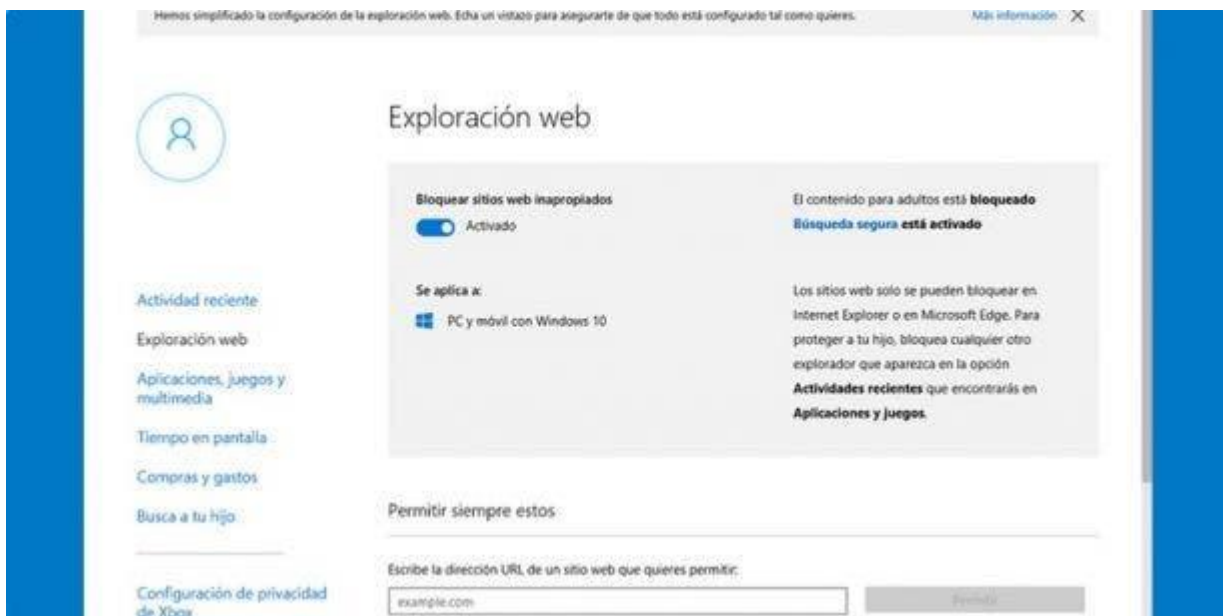 Hemos simplificado la configuración de la exploración web. Echa un vistazo para asegurarte de que todo está configurado tal como quieres.
Más información
Exploración web
Bloquear sitios web inapropiados
Activado
El contenido para adultos está bloqueado
Búsqueda segura está activado
Se aplica a:
PC y móvil con Windows 10
Los sitios web solo se pueden bloquear en
Internet Explorer o en Microsoft Edge. Para
proteger a tu hijo, bloquea cualquier otro
explorador que aparezca en la opción
Actividades recientes que encontrarás en
Aplicaciones y juegos.
Actividad reciente
Exploración web
Aplicaciones, juegos y
multimedia
Tiempo en pantalla
Compras y gastos
Busca a tu hijo
Configuración de privacidad
de Xbox
Permitir siempre estos
Escribe la dirección URL de un sitio web que quieres permitir:
example.com
Permitir